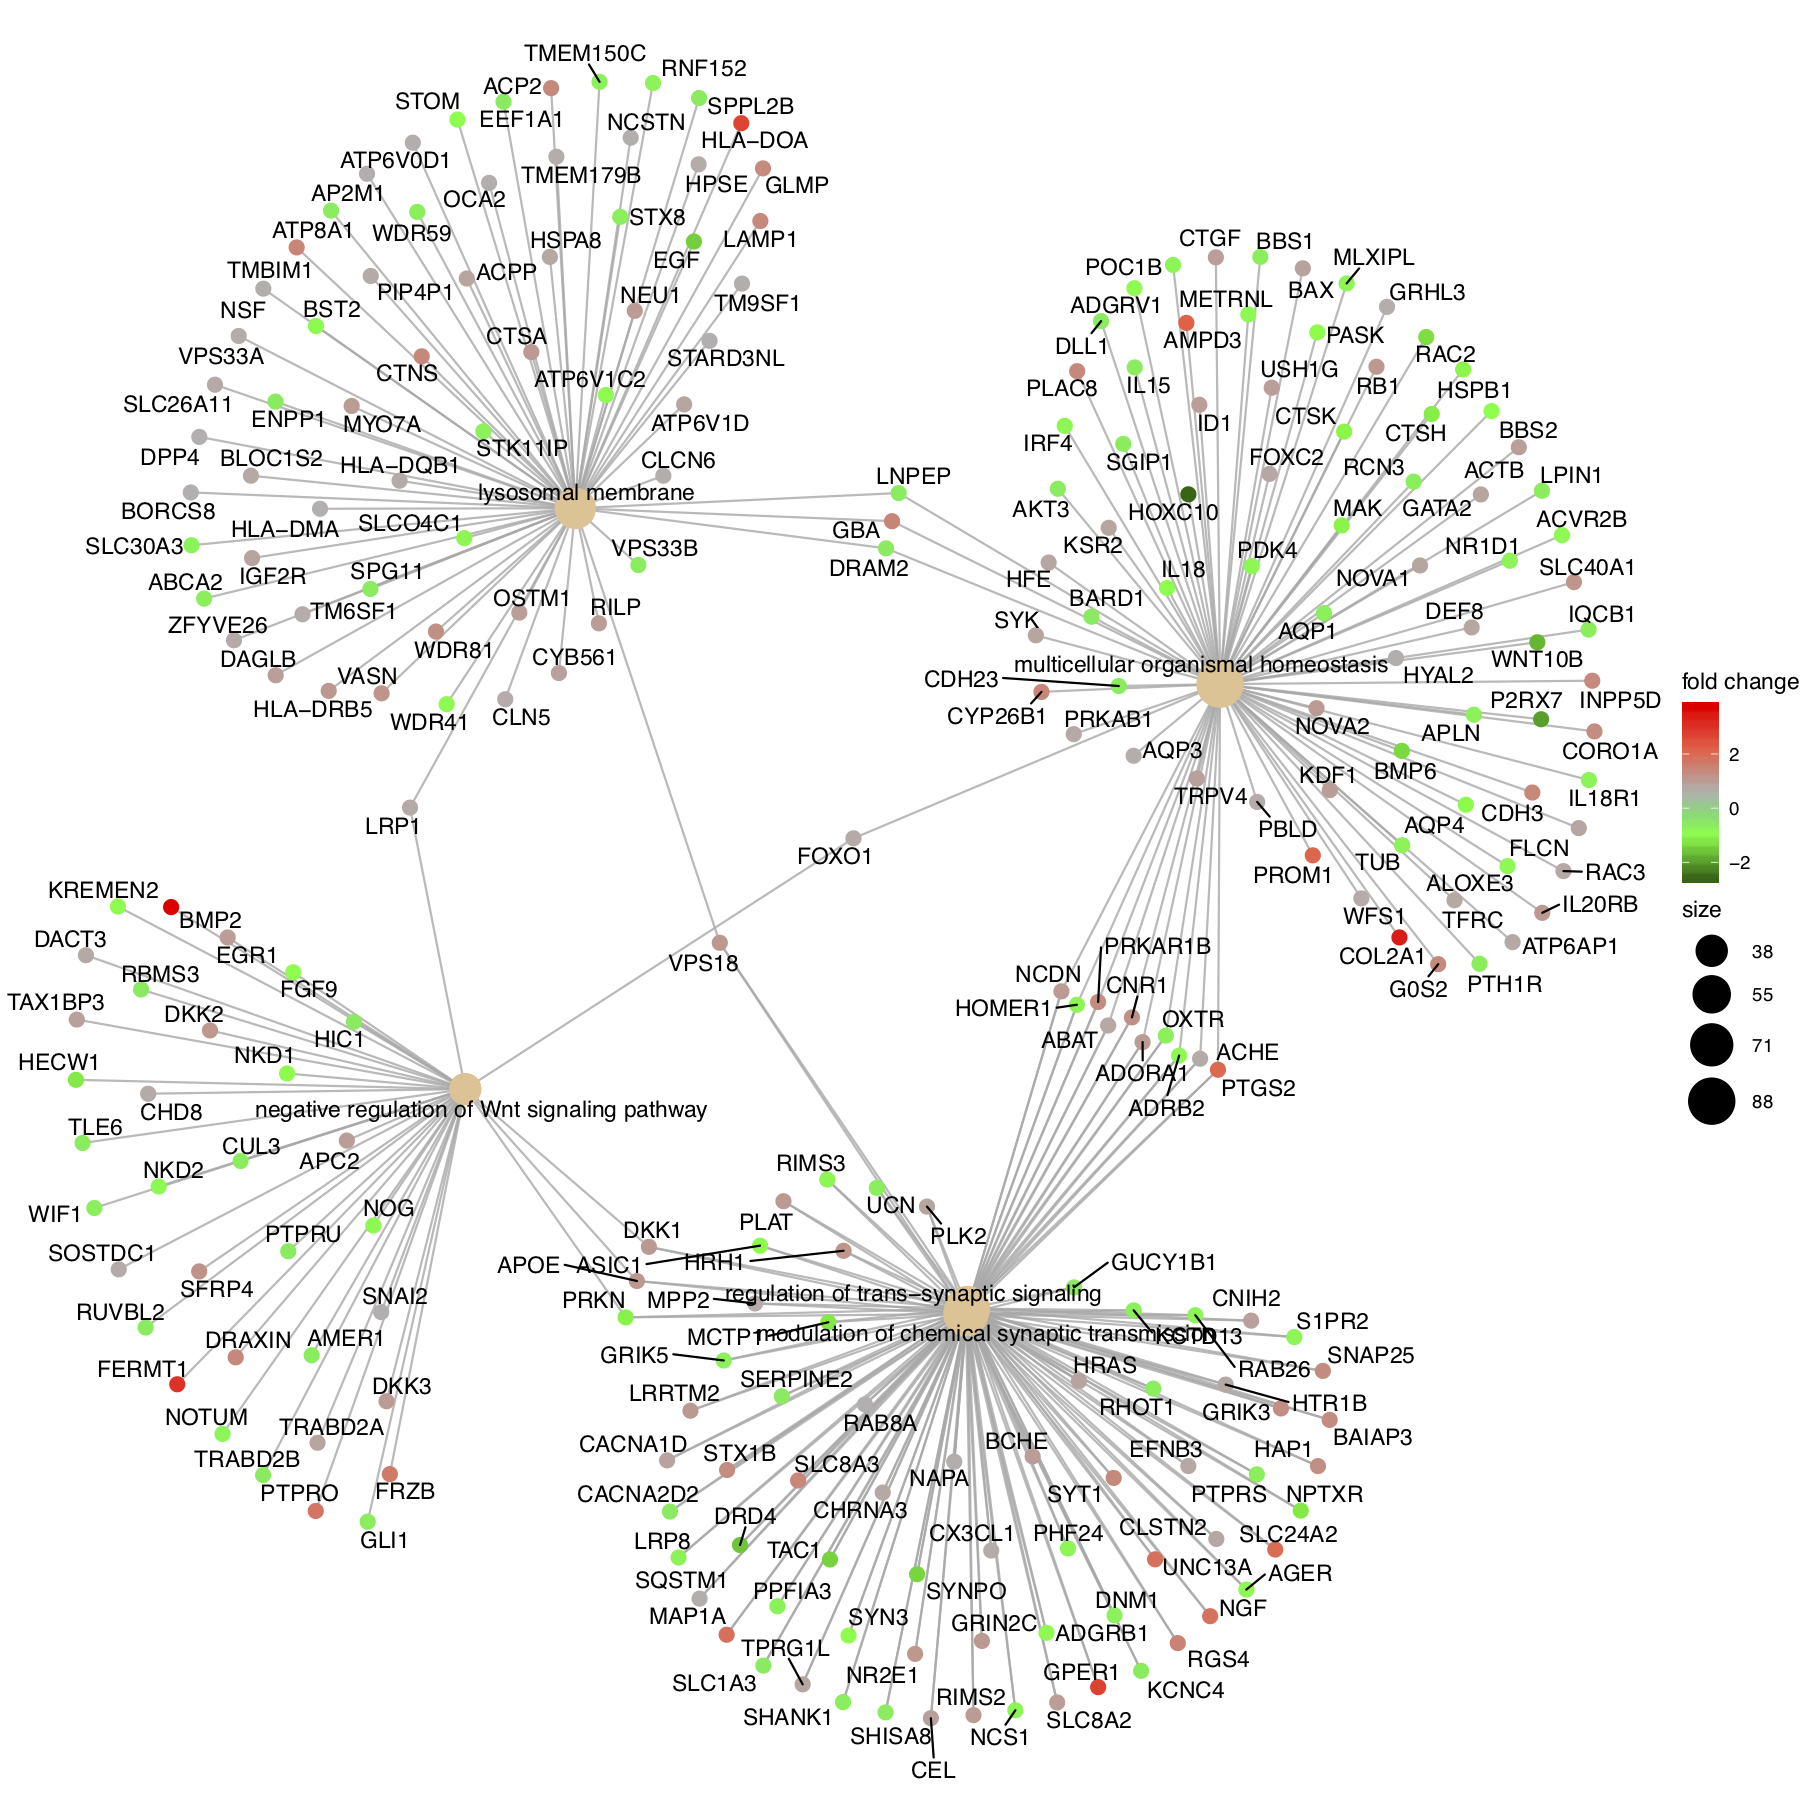 TMEM150C
RNF152
ACP2
SPPL2B
STOM
EEF1A1
NCSTN
HLA−DOA
ATP6V0D1
TMEM179B
HPSE
GLMP
AP2M1
OCA2
STX8
ATP8A1
WDR59
HSPA8
LAMP1
EGF
TMBIM1
PIP4P1
ACPP
NEU1
TM9SF1
NSF
BST2
VPS33A
CTSA
STARD3NL
CTNS
ATP6V1C2
SLC26A11
ENPP1
MYO7A
ATP6V1D
STK11IP
DPP4
BLOC1S2
HLA−DQB1
CLCN6
lysosomal membrane
BORCS8
HLA−DMA
SLCO4C1
SLC30A3
IGF2R
VPS33B
ABCA2
SPG11
ZFYVE26
TM6SF1
OSTM1
RILP
DAGLB
WDR81
CYB561
VASN
HLA−DRB5
WDR41
CLN5
LNPEP
GBA
DRAM2
CTGF
BBS1
MLXIPL
POC1B
BAX
GRHL3
ADGRV1
METRNL
DLL1
AMPD3
PASK
RAC2
PLAC8
IL15
USH1G
RB1
HSPB1
ID1
CTSK
CTSH
BBS2
IRF4
SGIP1
FOXC2
RCN3
ACTB
LPIN1
AKT3
HOXC10
MAK
GATA2
ACVR2B
KSR2
PDK4
NR1D1
HFE
IL18
NOVA1
SLC40A1
BARD1
SYK
AQP1
DEF8
IQCB1
WNT10B
multicellular organismal homeostasis
HYAL2
CDH23
CYP26B1
PRKAB1
NOVA2
P2RX7
INPP5D
APLN
CORO1A
AQP3
KDF1
BMP6
TRPV4
CDH3
IL18R1
PBLD
AQP4
FLCN
PROM1
TUB
ALOXE3
RAC3
WFS1
TFRC
IL20RB
COL2A1
ATP6AP1
G0S2
PTH1R
fold change
2
0
−2
size
38
55
71
88
LRP1
FOXO1
VPS18
KREMEN2
BMP2
DACT3
EGR1
RBMS3
FGF9
TAX1BP3
DKK2
HIC1
HECW1
NKD1
CHD8
negative regulation of Wnt signaling pathway
TLE6
CUL3
APC2
NKD2
WIF1
NOG
PTPRU
SOSTDC1
SFRP4
SNAI2
RUVBL2
DRAXIN
AMER1
FERMT1
DKK3
NOTUM
TRABD2A
TRABD2B
PTPRO
FRZB
GLI1
PRKAR1B
NCDN
CNR1
HOMER1
ABAT
OXTR
ADORA1
ACHE
PTGS2
ADRB2
RIMS3
UCN
PLAT
PLK2
DKK1
APOE
ASIC1
HRH1
GUCY1B1
PRKN
MPP2
regulation of trans−synaptic signaling
CNIH2
MCTP1
modulation of chemical synaptic transmission
KCTD13
S1PR2
GRIK5
RAB26
SNAP25
LRRTM2
SERPINE2
HRAS
RHOT1
HTR1B
GRIK3
RAB8A
BAIAP3
CACNA1D
STX1B
SLC8A3
BCHE
EFNB3
HAP1
NAPA
CACNA2D2
CHRNA3
SYT1
PTPRS
NPTXR
DRD4
CX3CL1
PHF24
CLSTN2
SLC24A2
LRP8
TAC1
UNC13A
AGER
SQSTM1
PPFIA3
SYNPO
MAP1A
SYN3
GRIN2C
DNM1
NGF
ADGRB1
TPRG1L
RGS4
SLC1A3
NR2E1
GPER1
KCNC4
SHANK1
RIMS2
SLC8A2
SHISA8
NCS1
CEL